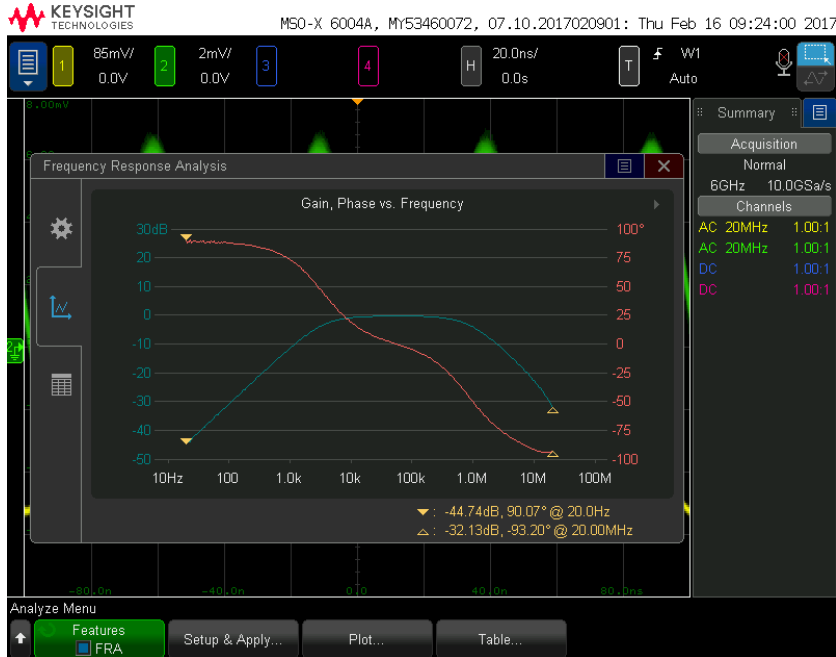 KEYSIGHT
TECHNOLOGIES
MSO-X 6004A, MY53460072, 07.10.2017020901: Thu Feb 16 09:24:00 2017
1 85mV/ 2 2mV/ 3 4 H 20.0ns/ T W1
0.0V 0.0V 0.0s Auto
8.00mV
Summary
Acquisition
Normal
6GHz 10.0GSa/s
Channels
AC 20MHz 1.00:1
AC 20MHz 1.00:1
DC 1.00:1
DC 1.00:1
Frequency Response Analysis
Gain, Phase vs. Frequency
30dB 100°
20 75
10 50
0 25
-10 0
-20 -25
-30 -50
-40 -75
-50 -100
10Hz 100 1.0k 10k 100k 1.0M 10M 100M
: -44.74dB, 90.07° @ 20.0Hz
: -32.13dB, -93.20° @ 20.00MHz
-80.0n -40.0n 0.0 40.0n 80.0ns
Analyze Menu
Features
FRA
Setup & Apply...
Plot...
Table...